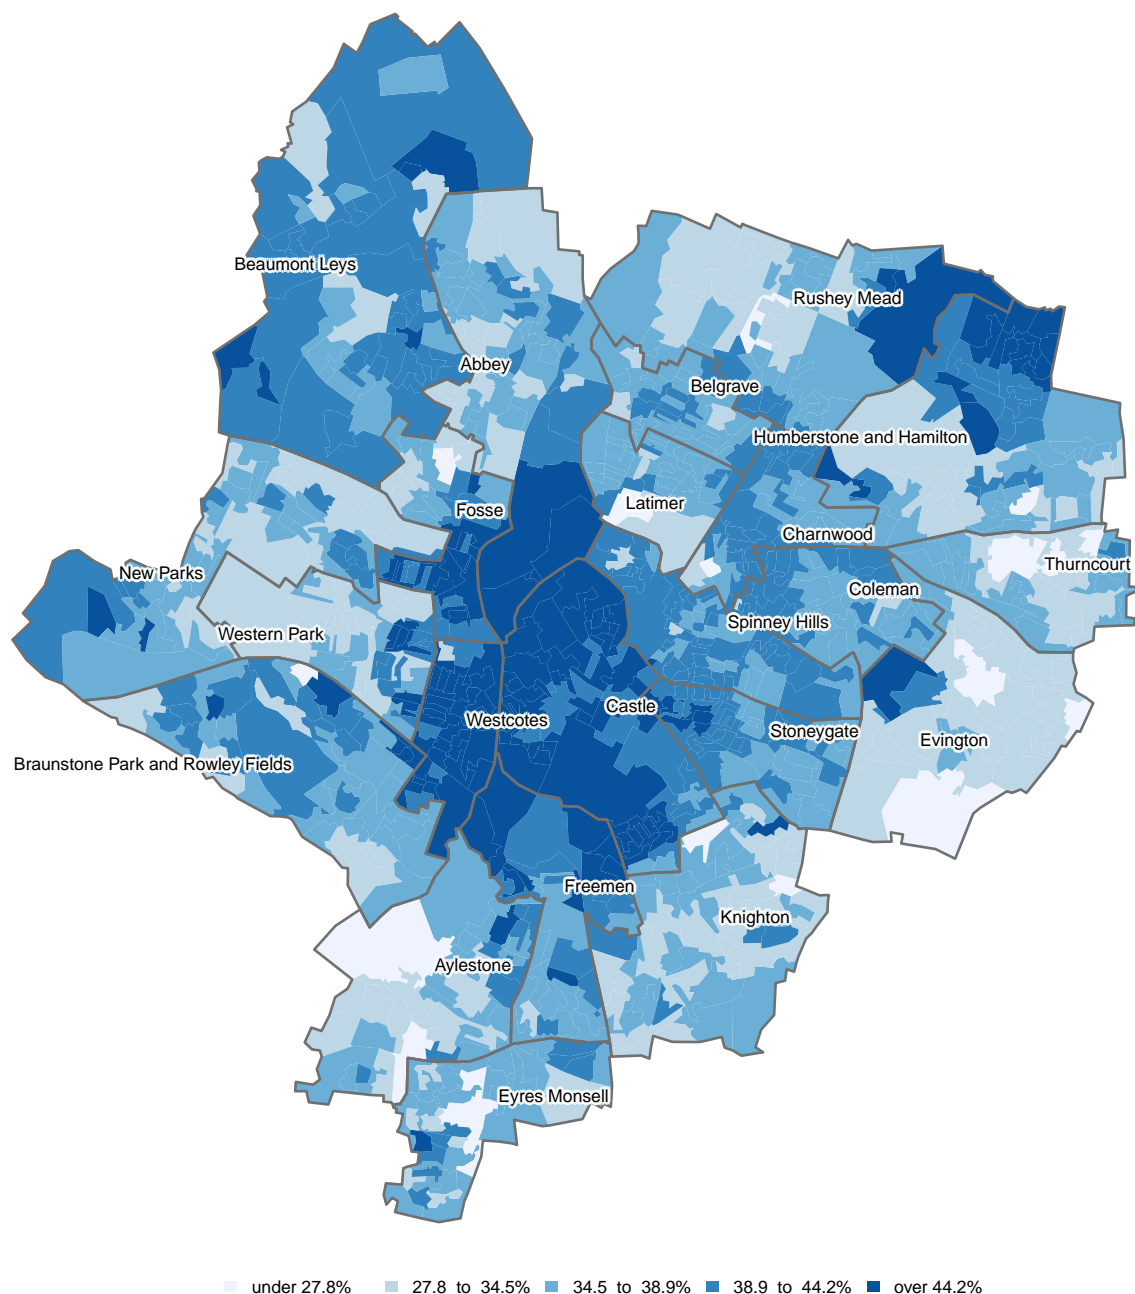 Beaumont Leys
Rushey Mead
Abbey
Belgrave
Humberstone and Hamilton
Fosse
Latimer
Charnwood
Thurncourt
New Parks
Coleman
Spinney Hills
Western Park
Castle
Westcotes
Stoneygate
Evington
Braunstone Park and Rowley Fields
Freemen
Knighton
Aylestone
Eyres Monsell
under 27.8% 27.8 to 34.5% 34.5 to 38.9% 38.9 to 44.2% over 44.2%